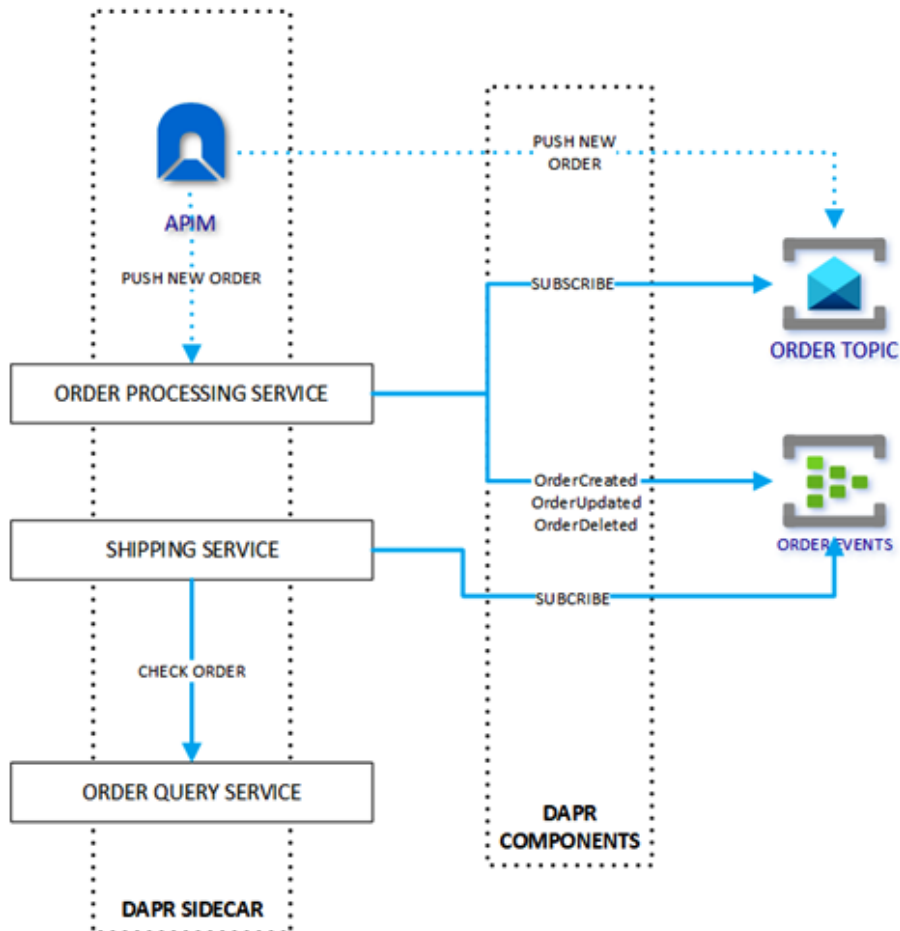 PUSH NEW
ORDER
APIM
PUSH NEW ORDER
SUBSCRIBE
ORDER TOPIC
ORDER PROCESSING SERVICE
OrderCreated
OrderUpdated
OrderDeleted
ORDER EVENTS
SHIPPING SERVICE
SUBCRIBE
CHECK ORDER
ORDER QUERY SERVICE
DAPR
COMPONENTS
DAPR SIDECAR